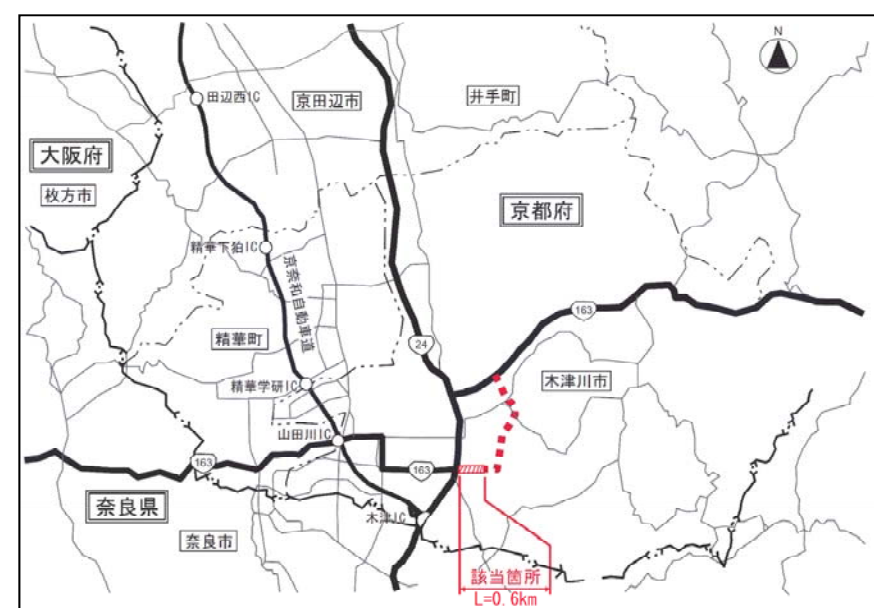 N
田辺西IC
京田辺市
井手町
大阪府
枚方市
京都府
精華下狛IC
京奈和自動車道
163
精華町
24
精華学研IC
木津川市
山田川IC
163
163
奈良県
木津IC
奈良市
該当箇所
L=0.6km